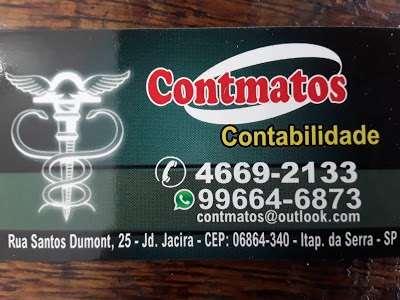 Contmatos
Contabilidade
4669-2133
99664-6873
contmatos@outlook.com
Rua Santos Dumont, 25 - Jd. Jacira - CEP: 06864-340 - Itap. da Serra - SP